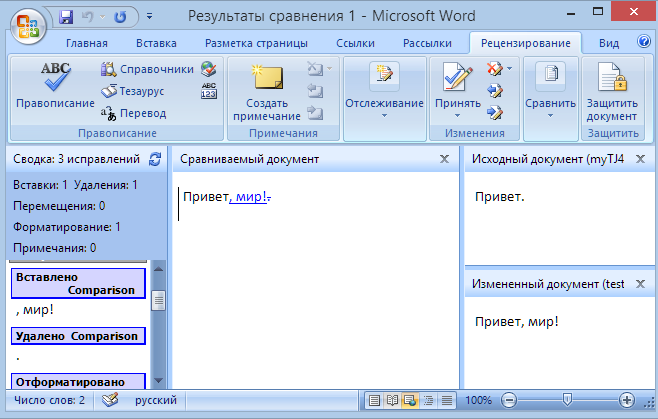 Результаты сравнения 1 - Microsoft Word
Главная Вставка Разметка страницы Ссылки Рассылки Рецензирование Вид
ABC
Правописание
Справочники
Тезаурус
Перевод
ABC
123
Правописание
Создать
примечание
Примечания
Отслеживание
Принять
Изменения
Сравнить
Защитить
документ
Защитить
Сводка: 3 исправлений
Вставки: 1 Удаления: 1
Перемещения: 0
Форматирование: 1
Примечания: 0
Вставлено
Comparison
, мир!
Удалено Comparison
.
Отформатировано
Сравниваемый документ
Привет, мир!.
Исходный документ (myTJ4
Привет.
Измененный документ (test
Привет, мир!
Число слов: 2 русский 100%